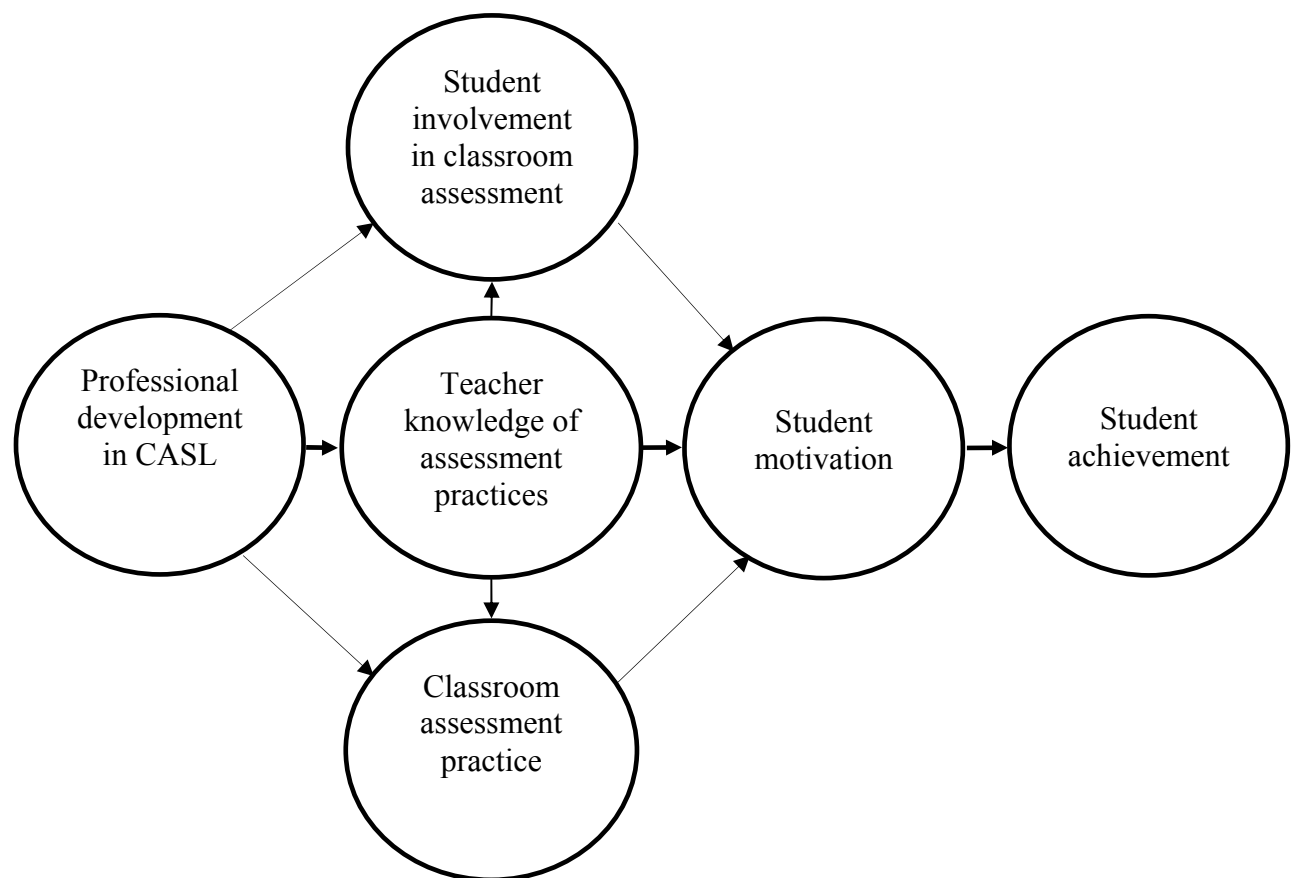 Student
involvement
in classroom
assessment
Professional
development
in CASL
Teacher
knowledge of
assessment
practices
Student
motivation
Student
achievement
Classroom
assessment
practice